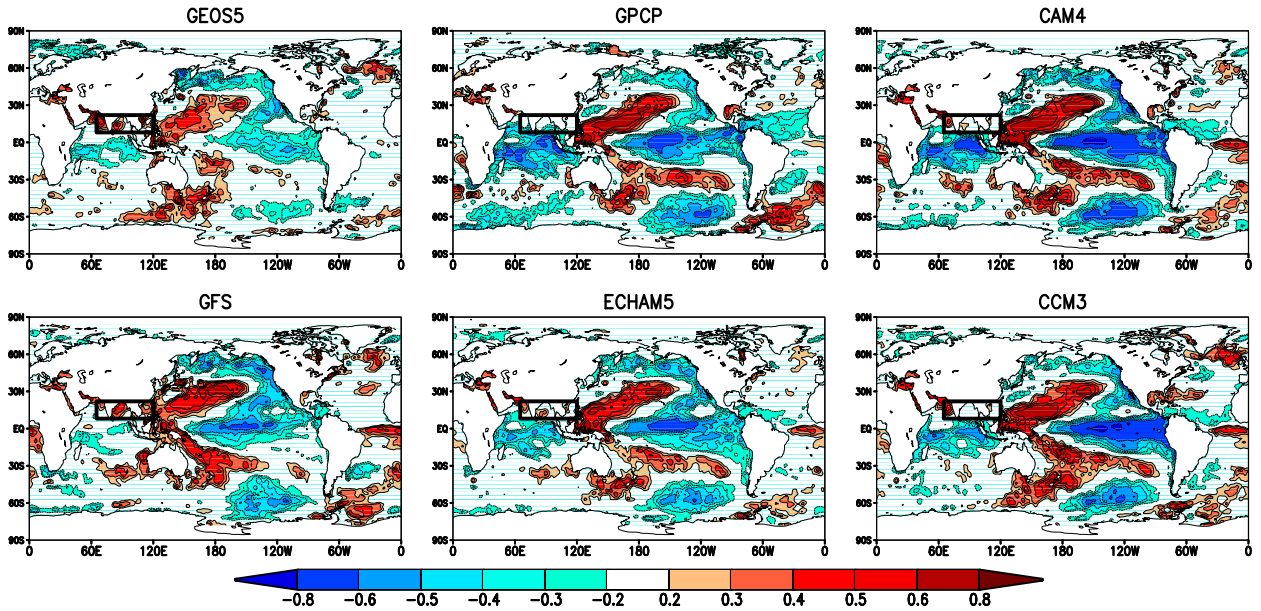 GEOS5 GPCP CAM4
90N 90N 90N
60N 60N 60N
30N 30N 30N
EQ EQ EQ
30S 30S 30S
60S 60S 60S
90S 90S 90S
0 60E 120E 180 120W 60W 0 0 60E 120E 180 120W 60W 0 0 60E 120E 180 120W 60W 0
GFS ECHAM5 CCM3
90N 90N 90N
60N 60N 60N
30N 30N 30N
EQ EQ EQ
30S 30S 30S
60S 60S 60S
90S 90S 90S
0 60E 120E 180 120W 60W 0 0 60E 120E 180 120W 60W 0 0 60E 120E 180 120W 60W 0
−0.8 −0.6 −0.5 −0.4 −0.3 −0.2 0.2 0.3 0.4 0.5 0.6 0.8